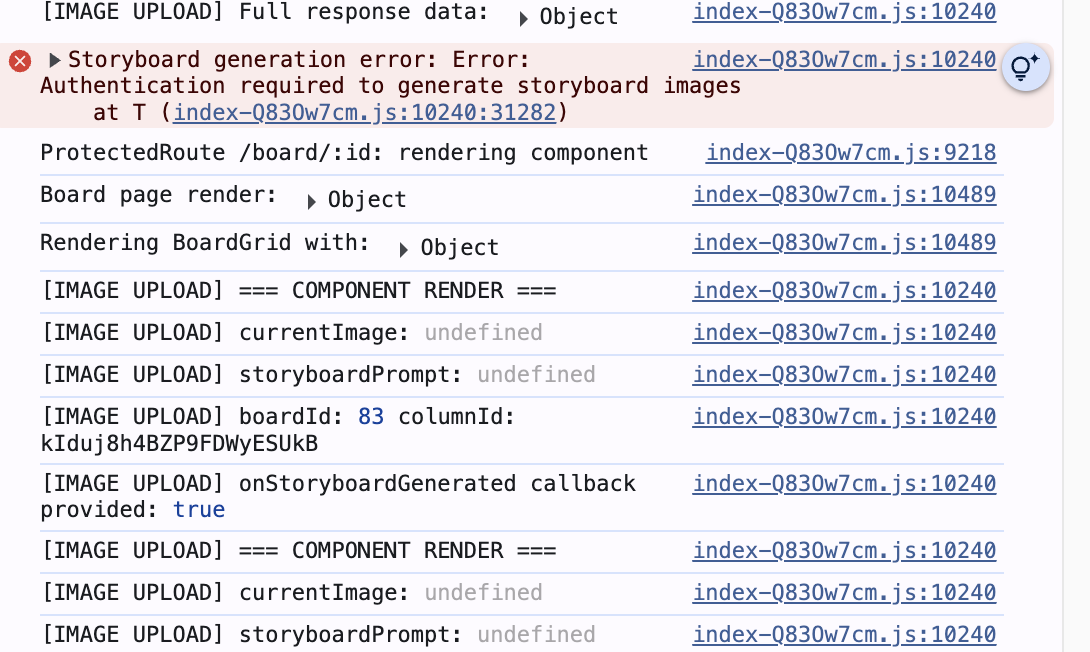 [IMAGE UPLOAD] Full response data: ▶ Object index-Q83Ow7cm.js:10240
▶ Storyboard generation error: Error: index-Q83Ow7cm.js:10240
Authentication required to generate storyboard images
at T (index-Q83Ow7cm.js:10240:31282)
ProtectedRoute /board/:id: rendering component index-Q83Ow7cm.js:9218
Board page render: ▶ Object index-Q83Ow7cm.js:10489
Rendering BoardGrid with: ▶ Object index-Q83Ow7cm.js:10489
[IMAGE UPLOAD] === COMPONENT RENDER === index-Q83Ow7cm.js:10240
[IMAGE UPLOAD] currentImage: undefined index-Q83Ow7cm.js:10240
[IMAGE UPLOAD] storyboardPrompt: undefined index-Q83Ow7cm.js:10240
[IMAGE UPLOAD] boardId: 83 columnId: index-Q83Ow7cm.js:10240
kIduj8h4BZP9FDWyESUkB
[IMAGE UPLOAD] onStoryboardGenerated callback index-Q83Ow7cm.js:10240
provided: true
[IMAGE UPLOAD] === COMPONENT RENDER === index-Q83Ow7cm.js:10240
[IMAGE UPLOAD] currentImage: undefined index-Q83Ow7cm.js:10240
[IMAGE UPLOAD] storyboardPrompt: undefined index-Q83Ow7cm.js:10240